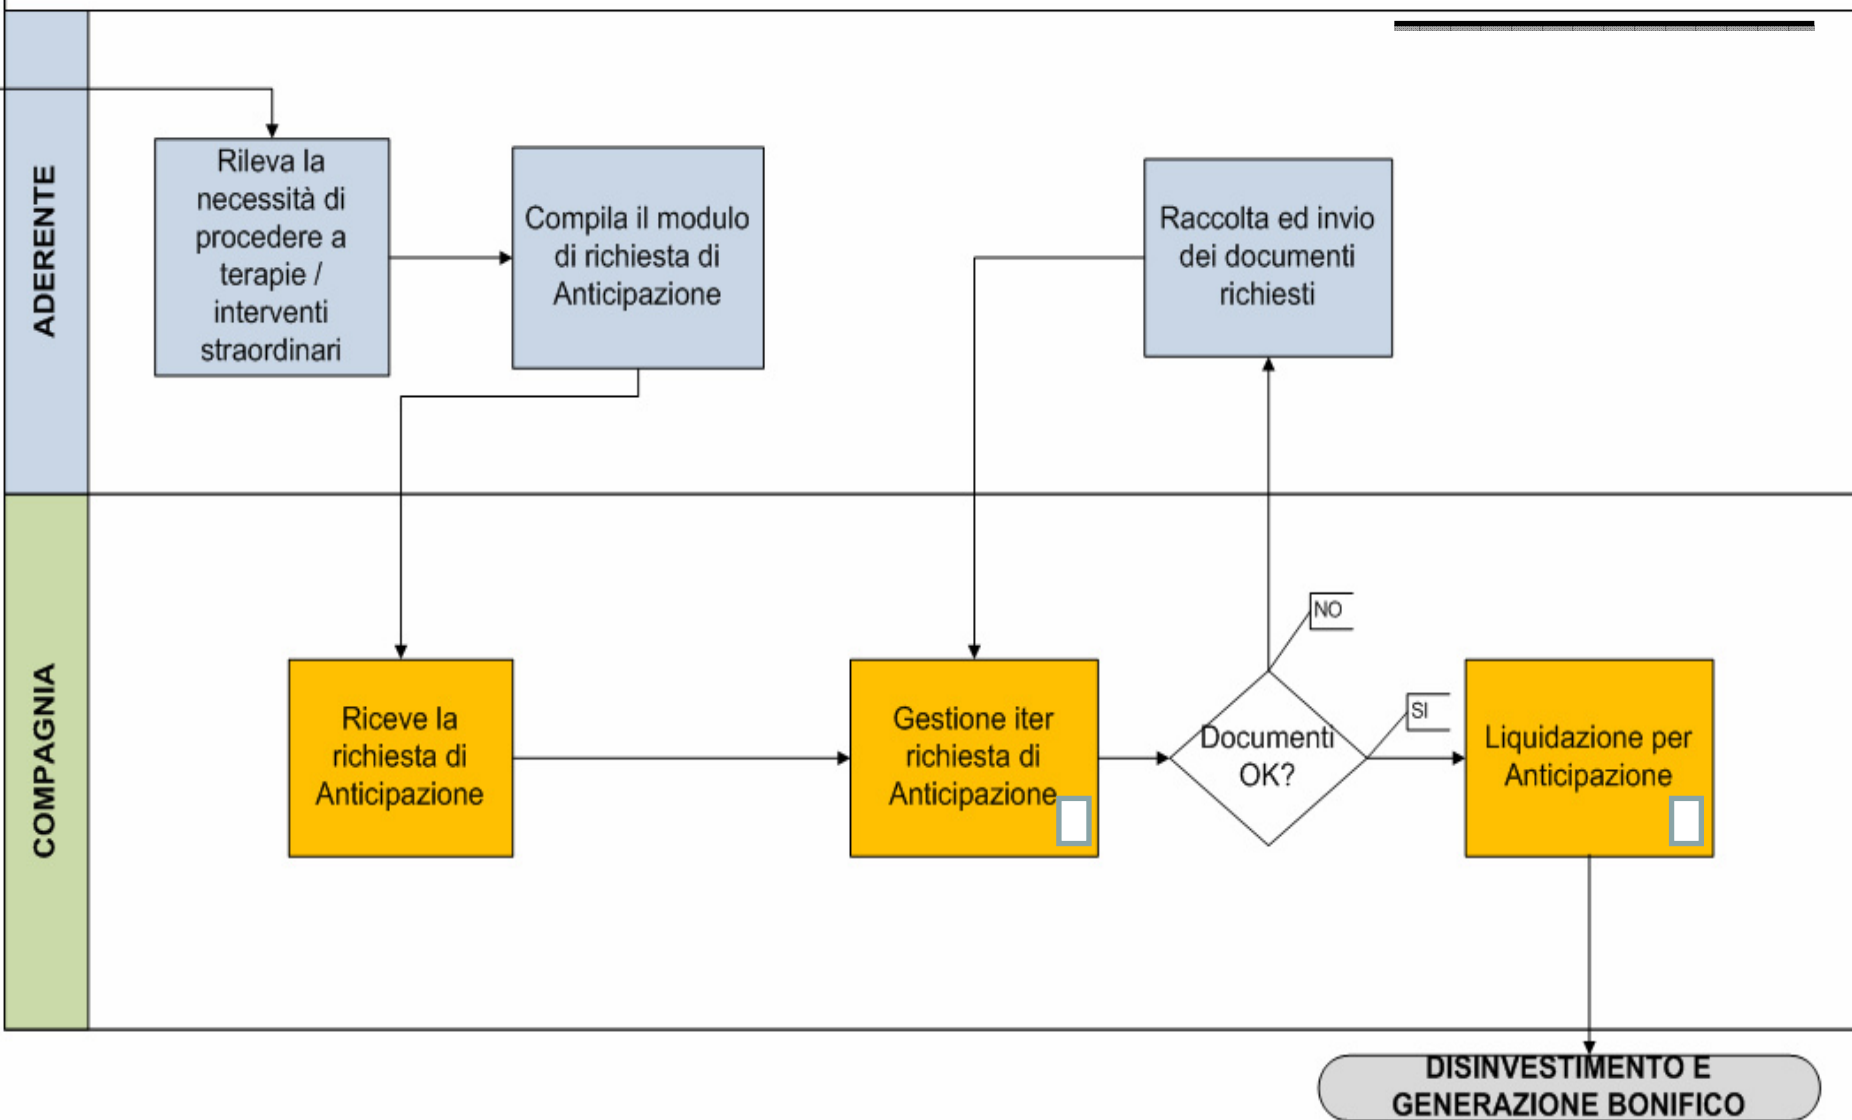 ADERENTE
Rileva la
necessità di
procedere a
terapie /
interventi
straordinari
Compila il modulo
di richiesta di
Anticipazione
Raccolta ed invio
dei documenti
richiesti
COMPAGNIA
Riceve la
richiesta di
Anticipazione
Gestione iter
richiesta di
Anticipazione
Documenti
OK?
NO
SI
Liquidazione per
Anticipazione
DISINVESTIMENTO E
GENERAZIONE BONIFICO